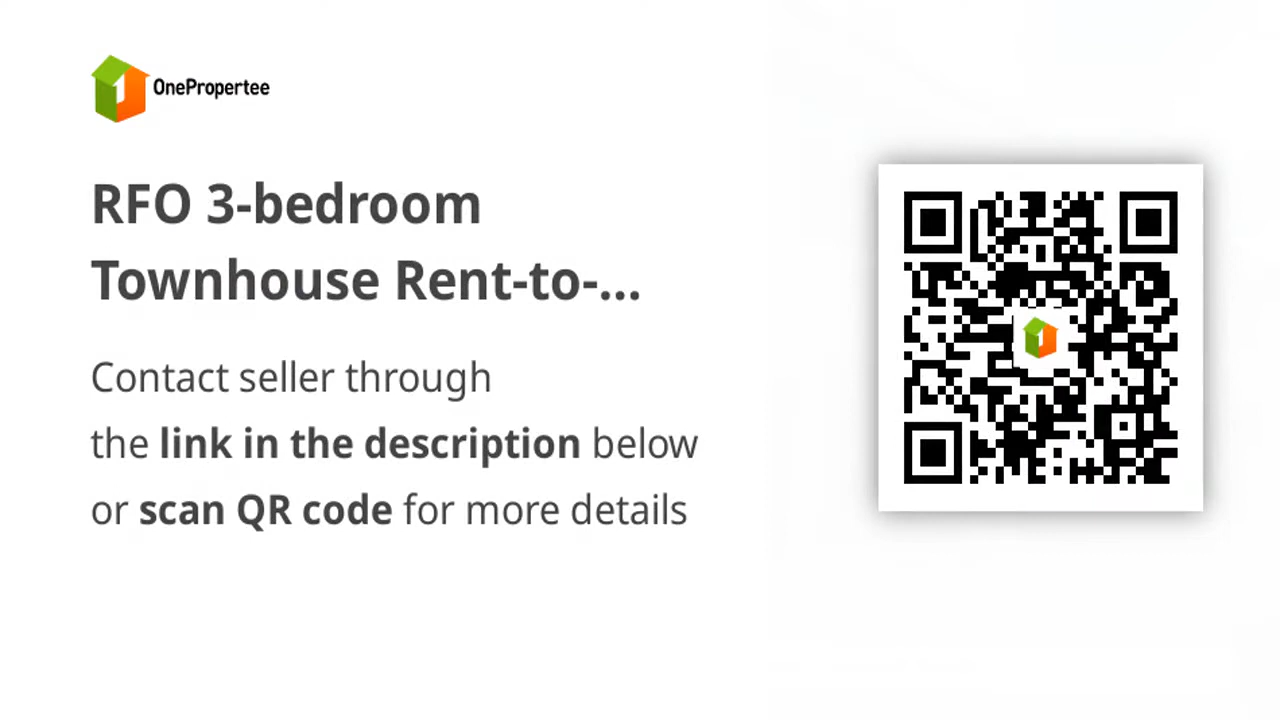 OnePropertee
RFO 3-bedroom
Townhouse Rent-to-...
Contact seller through
the link in the description below
or scan QR code for more details